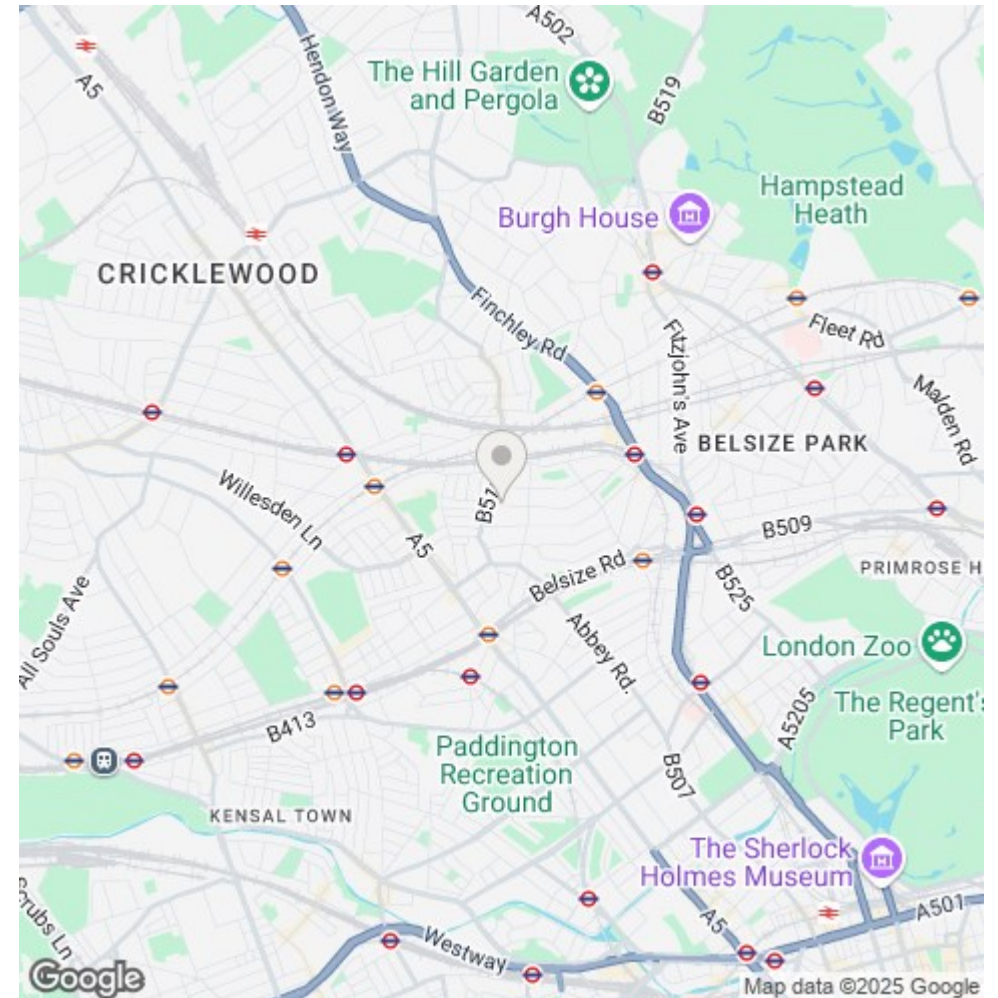 A502
The Hill Garden
and Pergola
B519
A5
Hendon Way
Hampstead
Heath
Burgh House
CRICKLEWOOD
Finchley Rd
Fitzjohn's Ave
Fleet Rd
Malden Rd
BELSIZE PARK
Willesden Ln
B51
A5
B509
PRIMROSE H
Belsize Rd
B525
All Souls Ave
Abbey Rd.
London Zoo
The Regent's
Park
A5205
B413
Paddington
Recreation
Ground
B507
KENSAL TOWN
The Sherlock
Holmes Museum
crubs Ln
A5
A501
Westway
Google
Map data ©2025 Google